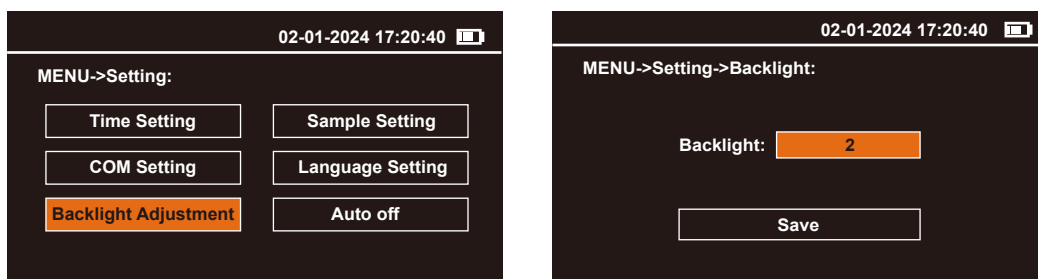 02-01-2024 17:20:40
MENU->Setting:
Time Setting
Sample Setting
COM Setting
Language Setting
Backlight Adjustment
Auto off
02-01-2024 17:20:40
MENU->Setting->Backlight:
Backlight: 2
Save